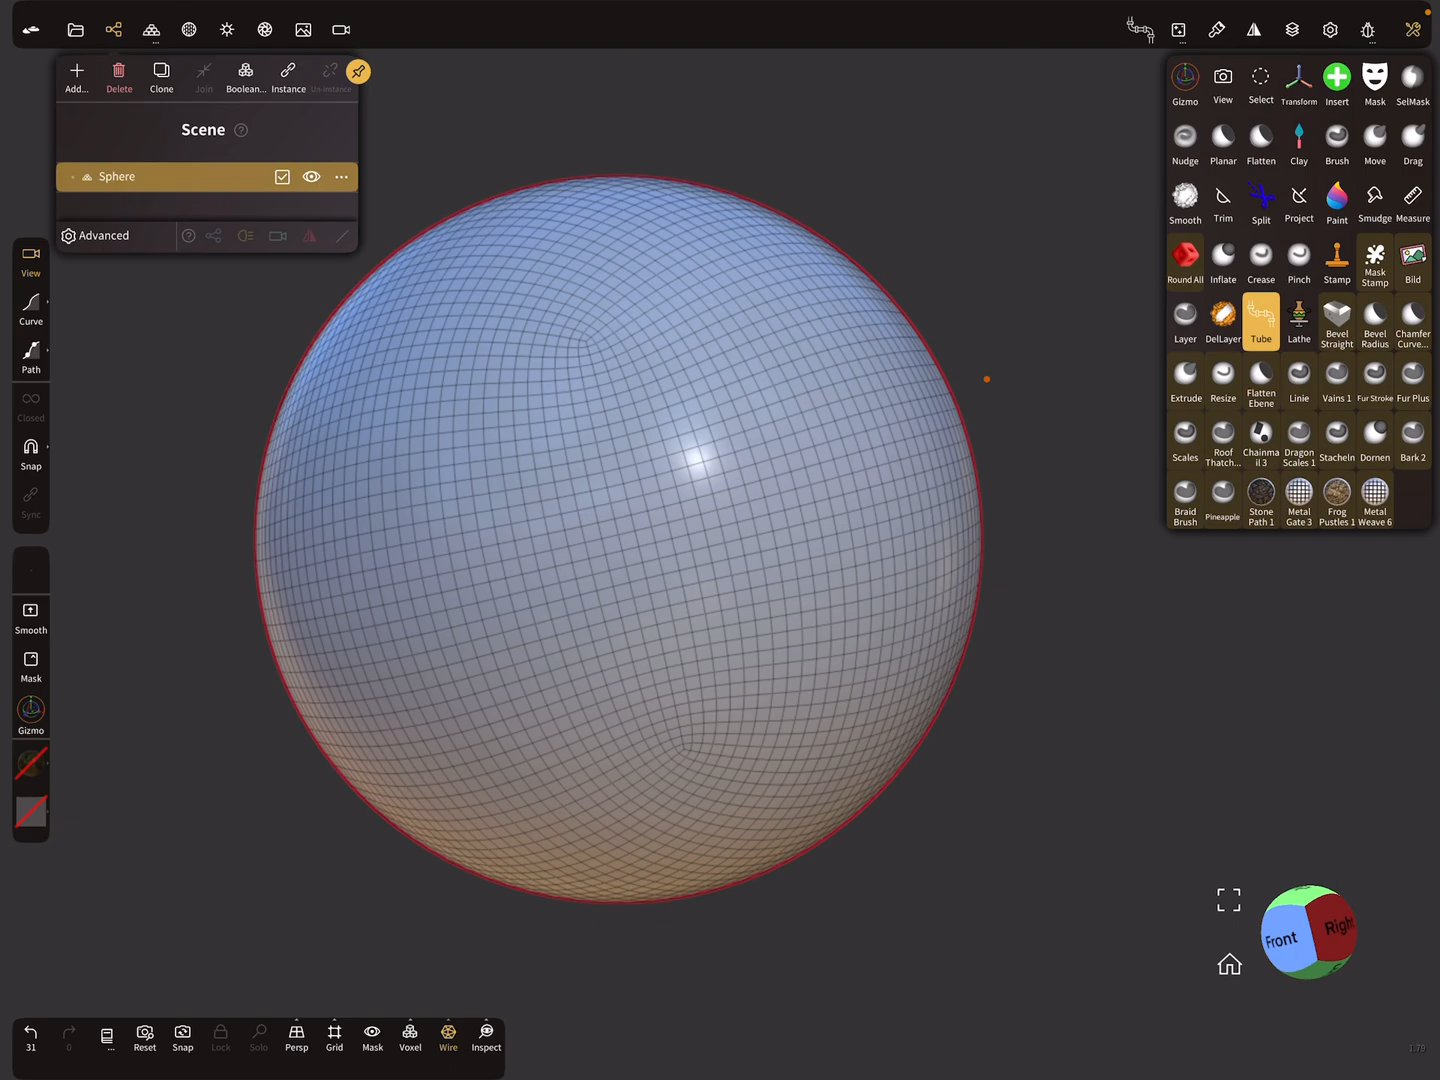 Add...
Delete
Clone
Join
Boolean...
Instance
Un-instance
Scene ?
Sphere
Advanced
?
View
Curve
Path
Closed
Snap
Sync
Smooth
Mask
Gizmo
Gizmo View Select Transform Insert Mask SelMask
Nudge Planar Flatten Clay Brush Move Drag
Smooth Trim Split Project Paint Smudge Measure
Round All Inflate Crease Pinch Stamp Mask Stamp Bild
Layer DelLayer Tube Lathe Bevel Straight Bevel Radius Chamfer Curve...
Extrude Resize Flatten Ebene Linie Vains 1 Fur Stroke Fur Plus
Scales Roof Thatch... Chainmail 3 Dragon Scales 1 Stacheln Dornen Bark 2
Braid Brush Pineapple Stone Path 1 Metal Gate 3 Frog Pustles 1 Metal Weave 6
Front
Right
31
0
...
Reset
Snap
Lock
Solo
Persp
Grid
Mask
Voxel
Wire
Inspect
1.79